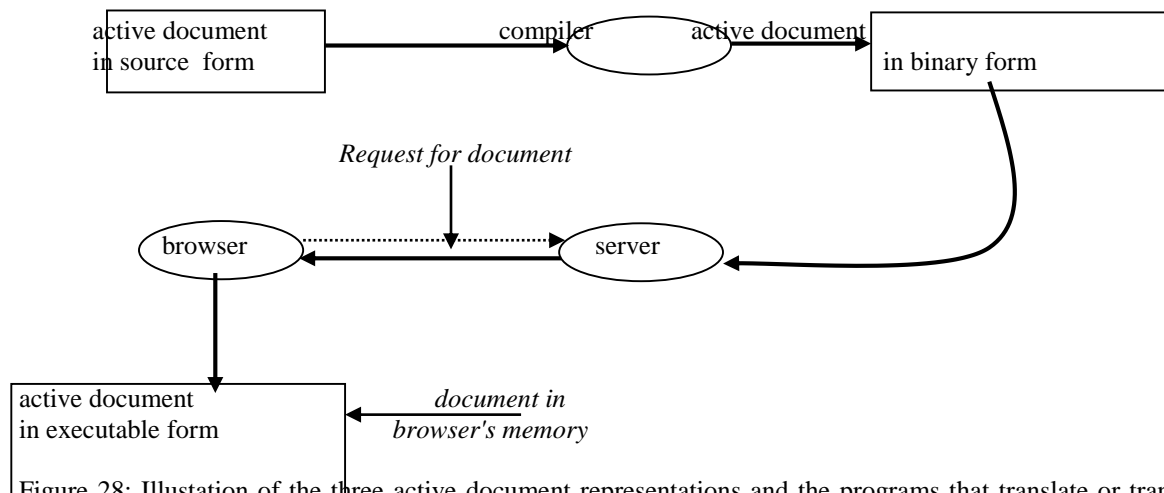 active document
in source form
compiler
active document
in binary form
Request for document
browser
server
active document
in executable form
document in
browser's memory
Figure 28: Illustation of the three active document representations and the programs that translate or